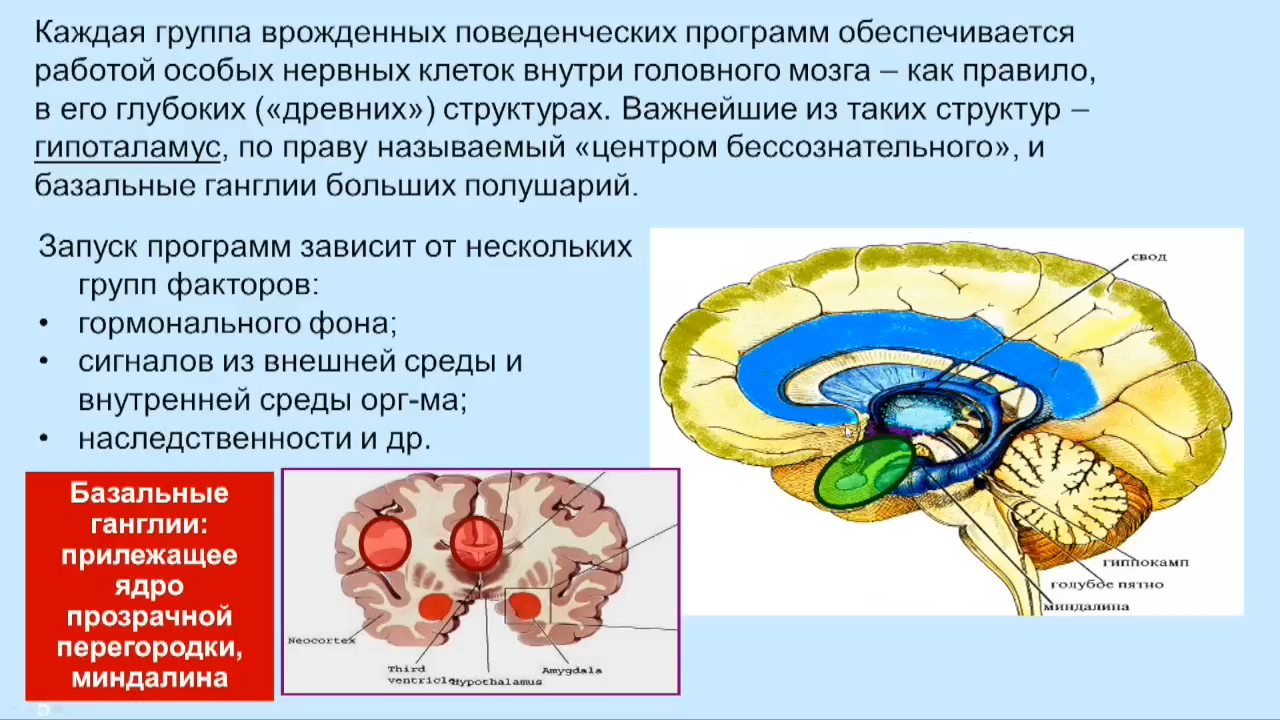 Каждая группа врожденных поведенческих программ обеспечивается
работой особых нервных клеток внутри головного мозга – как правило,
в его глубоких («древних») структурах. Важнейшие из таких структур –
гипоталамус, по праву называемый «центром бессознательного», и
базальные ганглии больших полушарий.
Запуск программ зависит от нескольких
групп факторов:
• гормонального фона;
• сигналов из внешней среды и
внутренней среды орг-ма;
• наследственности и др.
Базальные
ганглии:
прилежащее
ядро
прозрачной
перегородки,
миндалина
Neocortex
Third
ventricle
Hypothalamus
Amygdala
свод
гиппокамп
голубое пятно
миндалина
5